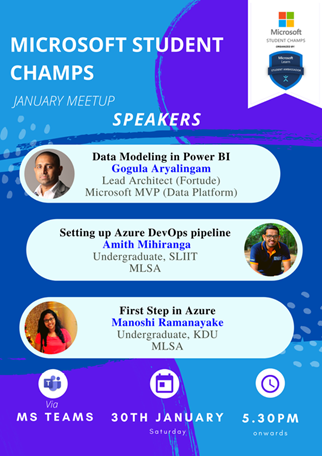 MICROSOFT STUDENT
CHAMPS
JANUARY MEETUP
Microsoft
STUDENT CHAMPS
SPEAKERS
Data Modeling in Power BI
Gogula Aryalingam
Lead Architect (Fortude)
Microsoft MVP (Data Platform)
Setting up Azure DevOps pipeline
Amith Mihiranga
Undergraduate, SLIIT
MLSA
First Step in Azure
Manoshi Ramanayake
Undergraduate, KDU
MLSA
Via
MS TEAMS
30TH JANUARY
Saturday
5.30PM
onwards